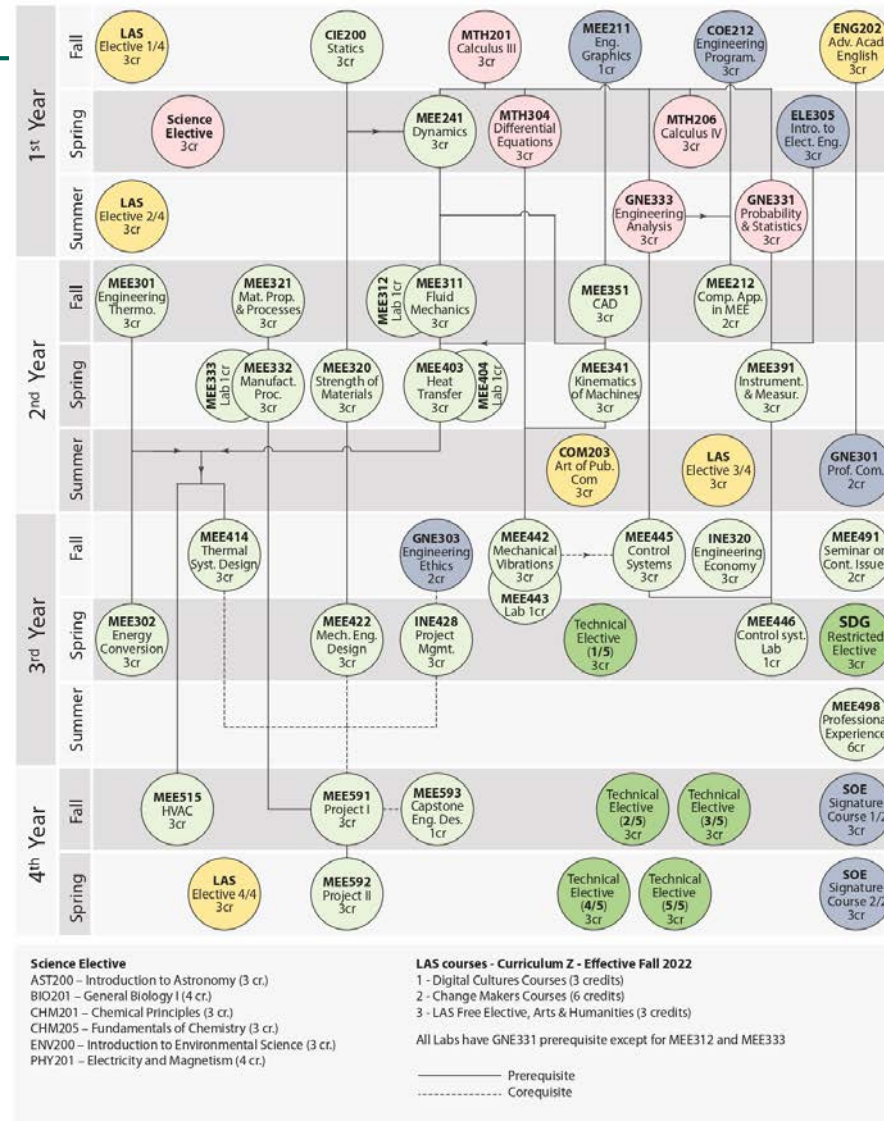 1st Year
Fall
LAS
Elective 1/4
3cr
CIE200
Statics
3cr
MTH201
Calculus III
3cr
MEE211
Eng.
Graphics
1cr
COE212
Engineering
Program.
3cr
ENG202
Adv. Acad
English
3cr
Spring
Science
Elective
3cr
MEE241
Dynamics
3cr
MTH304
Differential
Equations
3cr
MTH206
Calculus IV
3cr
ELE305
Intro. to
Elect. Eng.
3cr
Summer
LAS
Elective 2/4
3cr
GNE333
Engineering
Analysis
3cr
GNE331
Probability
& Statistics
3cr
2nd Year
Fall
MEE301
Engineering
Thermo.
3cr
MEE321
Mat. Prop.
& Processes
3cr
MEE312
Lab 1cr
MEE311
Fluid
Mechanics
3cr
MEE351
CAD
3cr
MEE212
Comp. App.
in MEE
2cr
Spring
MEE333
Lab 1cr
MEE332
Manufact.
Proc.
3cr
MEE320
Strength of
Materials
3cr
MEE403
Heat
Transfer
3cr
MEE404
Lab 1cr
MEE341
Kinematics
of Machines
3cr
MEE391
Instrument.
& Measur.
3cr
Summer
COM203
Art of Pub.
Com
3cr
LAS
Elective 3/4
3cr
GNE301
Prof. Com.
2cr
3rd Year
Fall
MEE414
Thermal
Syst. Design
3cr
GNE303
Engineering
Ethics
2cr
MEE442
Mechanical
Vibrations
3cr
MEE443
Lab 1cr
MEE445
Control
Systems
3cr
INE320
Engineering
Economy
3cr
MEE491
Seminar on
Cont. Issue
2cr
Spring
MEE302
Energy
Conversion
3cr
MEE422
Mech. Eng.
Design
3cr
INE428
Project
Mgmt.
3cr
Technical
Elective
(1/5)
3cr
MEE446
Control syst.
Lab
1cr
SDG
Restricted
Elective
3cr
Summer
MEE498
Professiona
Experience
6cr
4th Year
Fall
MEE515
HVAC
3cr
MEE591
Project I
3cr
MEE593
Capstone
Eng. Des.
1cr
Technical
Elective
(2/5)
3cr
Technical
Elective
(3/5)
3cr
SOE
Signature
Course 1/2
3cr
Spring
LAS
Elective 4/4
3cr
MEE592
Project II
3cr
Technical
Elective
(4/5)
3cr
Technical
Elective
(5/5)
3cr
SOE
Signature
Course 2/2
3cr
Science Elective
AST200 – Introduction to Astronomy (3 cr.)
BIO201 – General Biology I (4 cr.)
CHM201 – Chemical Principles (3 cr.)
CHM205 – Fundamentals of Chemistry (3 cr.)
ENV200 – Introduction to Environmental Science (3 cr.)
PHY201 – Electricity and Magnetism (4 cr.)
LAS courses - Curriculum Z - Effective Fall 2022
1 - Digital Cultures Courses (3 credits)
2 - Change Makers Courses (6 credits)
3 - LAS Free Elective, Arts & Humanities (3 credits)
All Labs have GNE331 prerequisite except for MEE312 and MEE333
Prerequisite
Corequisite